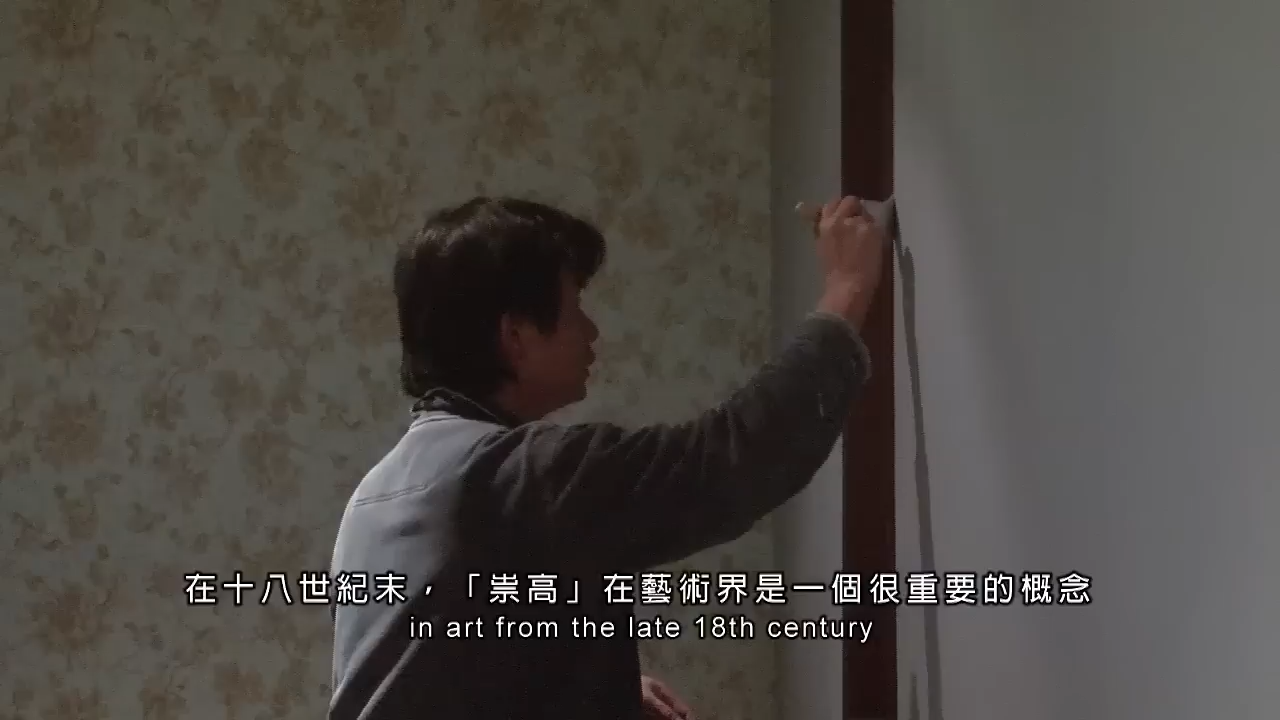 在十八世紀末，「祟高」在藝術界是一個很重要的概念
in art from the late 18th century